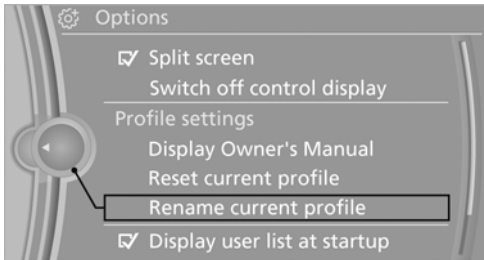 Options
Split screen
Switch off control display
Profile settings
Display Owner's Manual
Reset current profile
Rename current profile
Display user list at startup